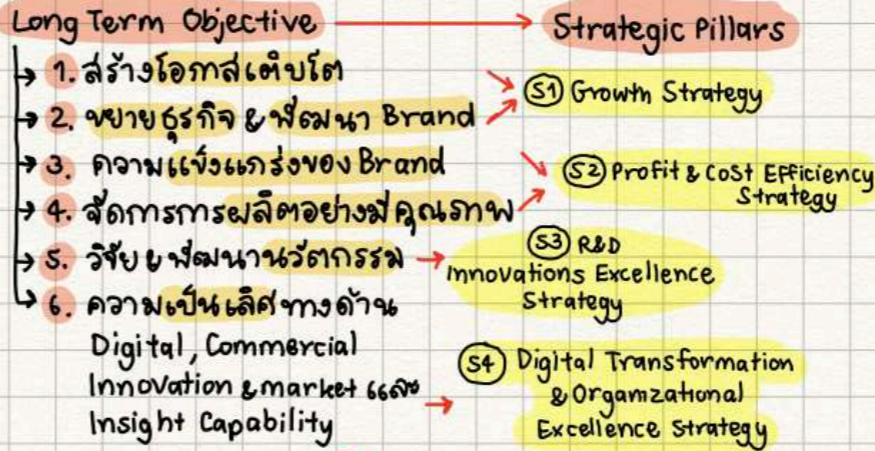 Long Term Objective
Strategic Pillars
1. สร้างโอกาสเติบโต
2. ขยายธุรกิจ & พัฒนา Brand
S1 Growth Strategy
3. ความแข็งแกร่งของ Brand
4. จัดการการผลิตอย่างมีคุณภาพ
S2 Profit & Cost Efficiency
Strategy
5. วิจัย & พัฒนานวัตกรรม
S3 R&D
Innovations Excellence
Strategy
6. ความเป็นเลิศทางด้าน
Digital, Commercial
Innovation & market และ
Insight Capability
S4 Digital Transformation
& Organizational
Excellence Strategy